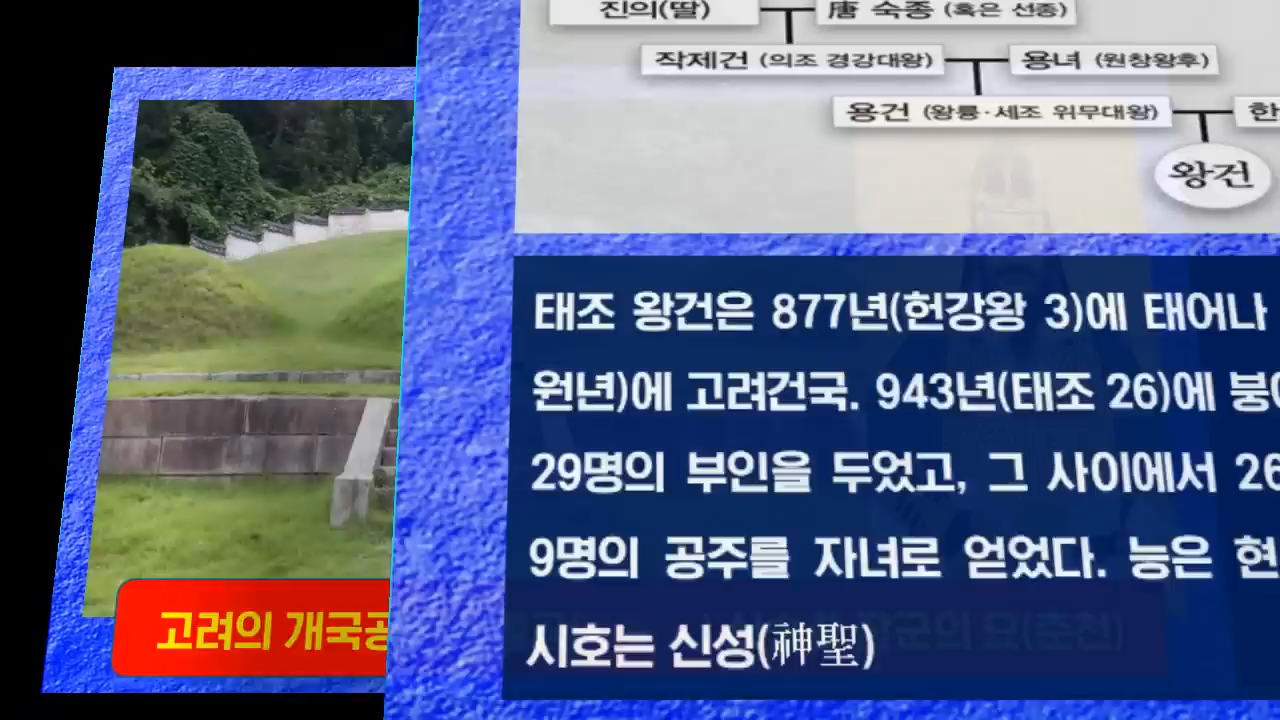 진의(딸) 唐 숙종 (혹은 선종)
작제건 (의조 경강대왕) 용녀 (원창왕후)
용건 (왕륭·세조 위무대왕) 한
왕건
태조 왕건은 877년(헌강왕 3)에 태어나
원년)에 고려건국. 943년(태조 26)에
29명의 부인을 두었고, 그 사이에서 26
9명의 공주를 자녀로 얻었다. 능은 현
시호는 신성(神聖)
고려의 개국공